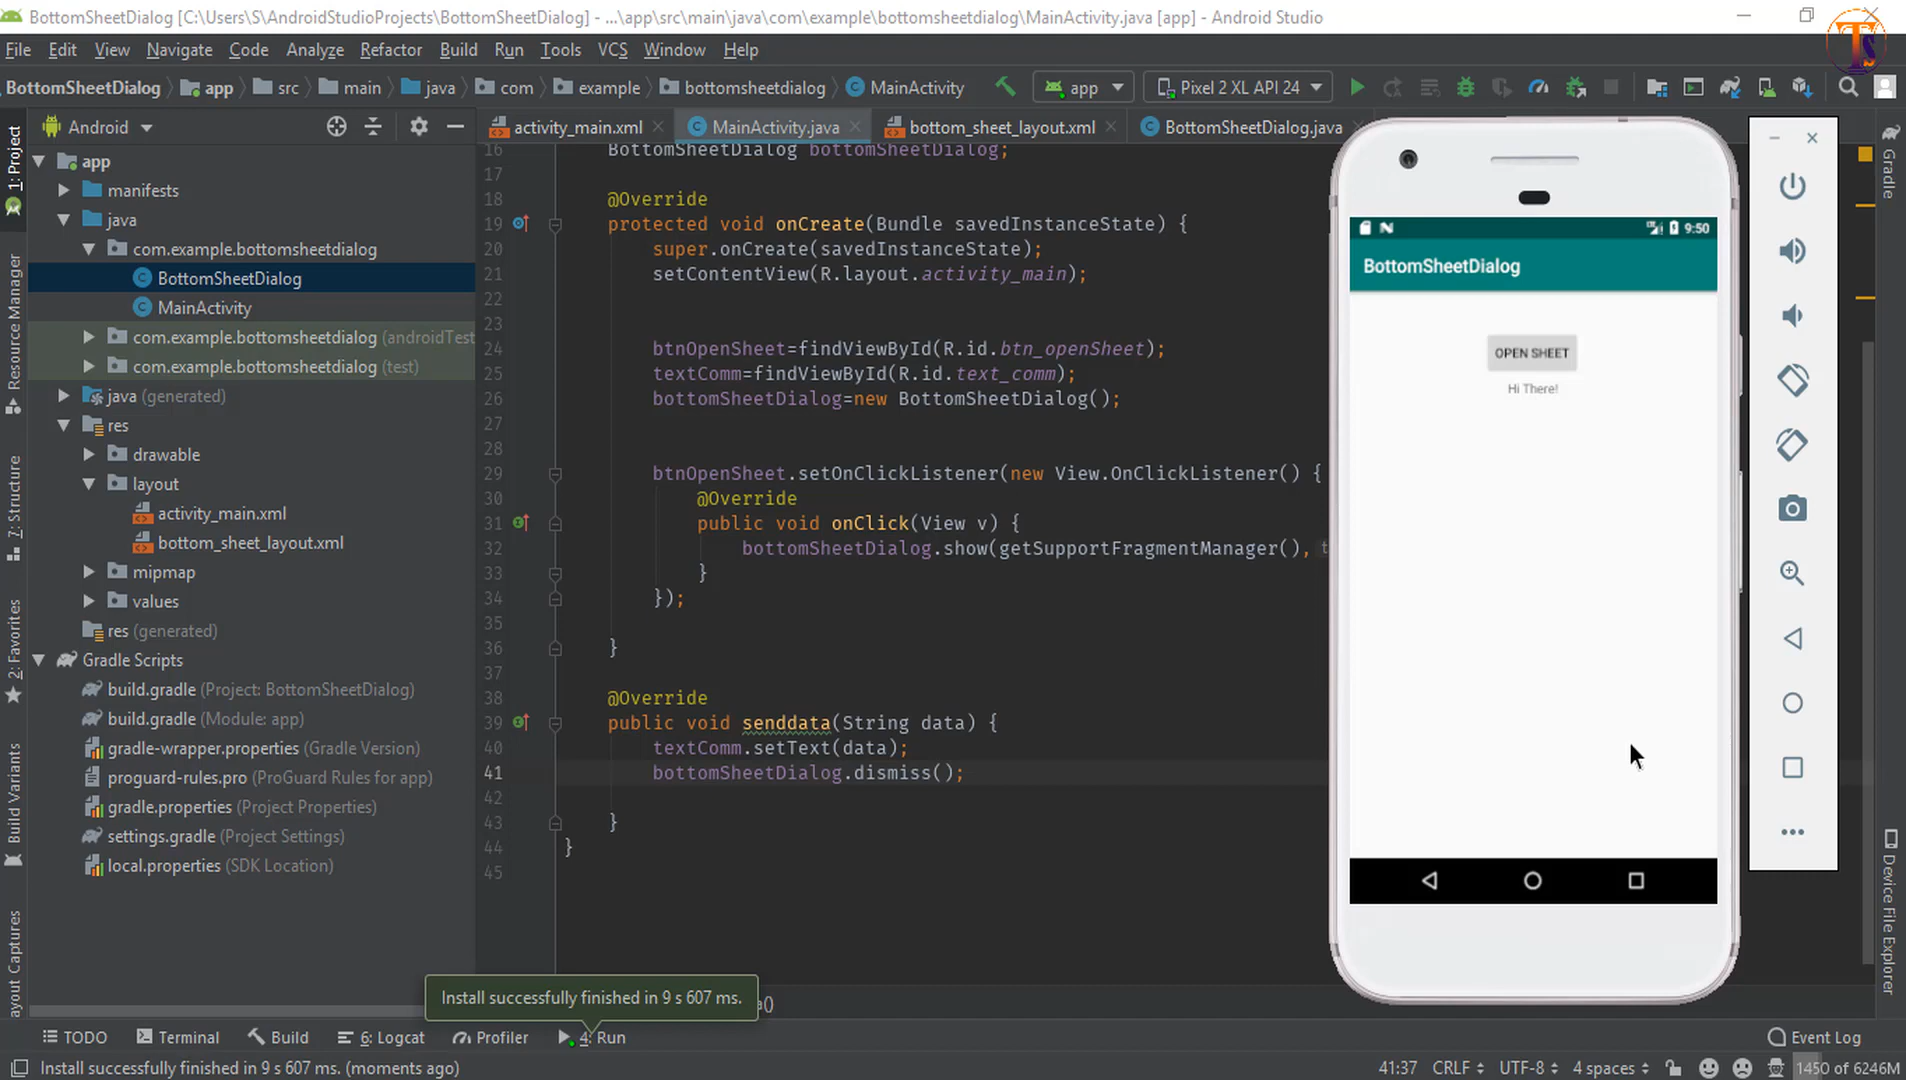 BottomSheetDialog [C:\Users\S\AndroidStudioProjects\BottomSheetDialog] - ...\app\src\main\java\com\example\bottomsheetdialog\MainActivity.java [app] - Android Studio
TS
File Edit View Navigate Code Analyze Refactor Build Run Tools VCS Window Help
BottomSheetDialog app src main java com example bottomsheetdialog MainActivity app Pixel 2 XL API 24
Android
activity_main.xml MainActivity.java bottom_sheet_layout.xml BottomSheetDialog.java
1: Project
Resource Manager
7: Structure
2: Favorites
Build Variants
Layout Captures
app
manifests
java
com.example.bottomsheetdialog
BottomSheetDialog
MainActivity
com.example.bottomsheetdialog (androidTest
com.example.bottomsheetdialog (test)
java (generated)
res
drawable
layout
activity_main.xml
bottom_sheet_layout.xml
mipmap
values
res (generated)
Gradle Scripts
build.gradle (Project: BottomSheetDialog)
build.gradle (Module: app)
gradle-wrapper.properties (Gradle Version)
proguard-rules.pro (ProGuard Rules for app)
gradle.properties (Project Properties)
settings.gradle (Project Settings)
local.properties (SDK Location)
16 BottomSheetDialog bottomSheetDialog;
17
18 @Override
19 protected void onCreate(Bundle savedInstanceState) {
20 super.onCreate(savedInstanceState);
21 setContentView(R.layout.activity_main);
22
23
24 btnOpenSheet=findViewById(R.id.btn_openSheet);
25 textComm=findViewById(R.id.text_comm);
26 bottomSheetDialog=new BottomSheetDialog();
27
28
29 btnOpenSheet.setOnClickListener(new View.OnClickListener() {
30 @Override
31 public void onClick(View v) {
32 bottomSheetDialog.show(getSupportFragmentManager(), t
33 }
34 });
35
36 }
37
38 @Override
39 public void senddata(String data) {
40 textComm.setText(data);
41 bottomSheetDialog.dismiss();
42
43 }
44 }
45
9:50
BottomSheetDialog
OPEN SHEET
Hi There!
Gradle
Device File Explorer
Install successfully finished in 9 s 607 ms.
a()
TODO Terminal Build 6: Logcat Profiler 4: Run Event Log
Install successfully finished in 9 s 607 ms. (moments ago) 41:37 CRLF UTF-8 4 spaces 1450 of 6246M